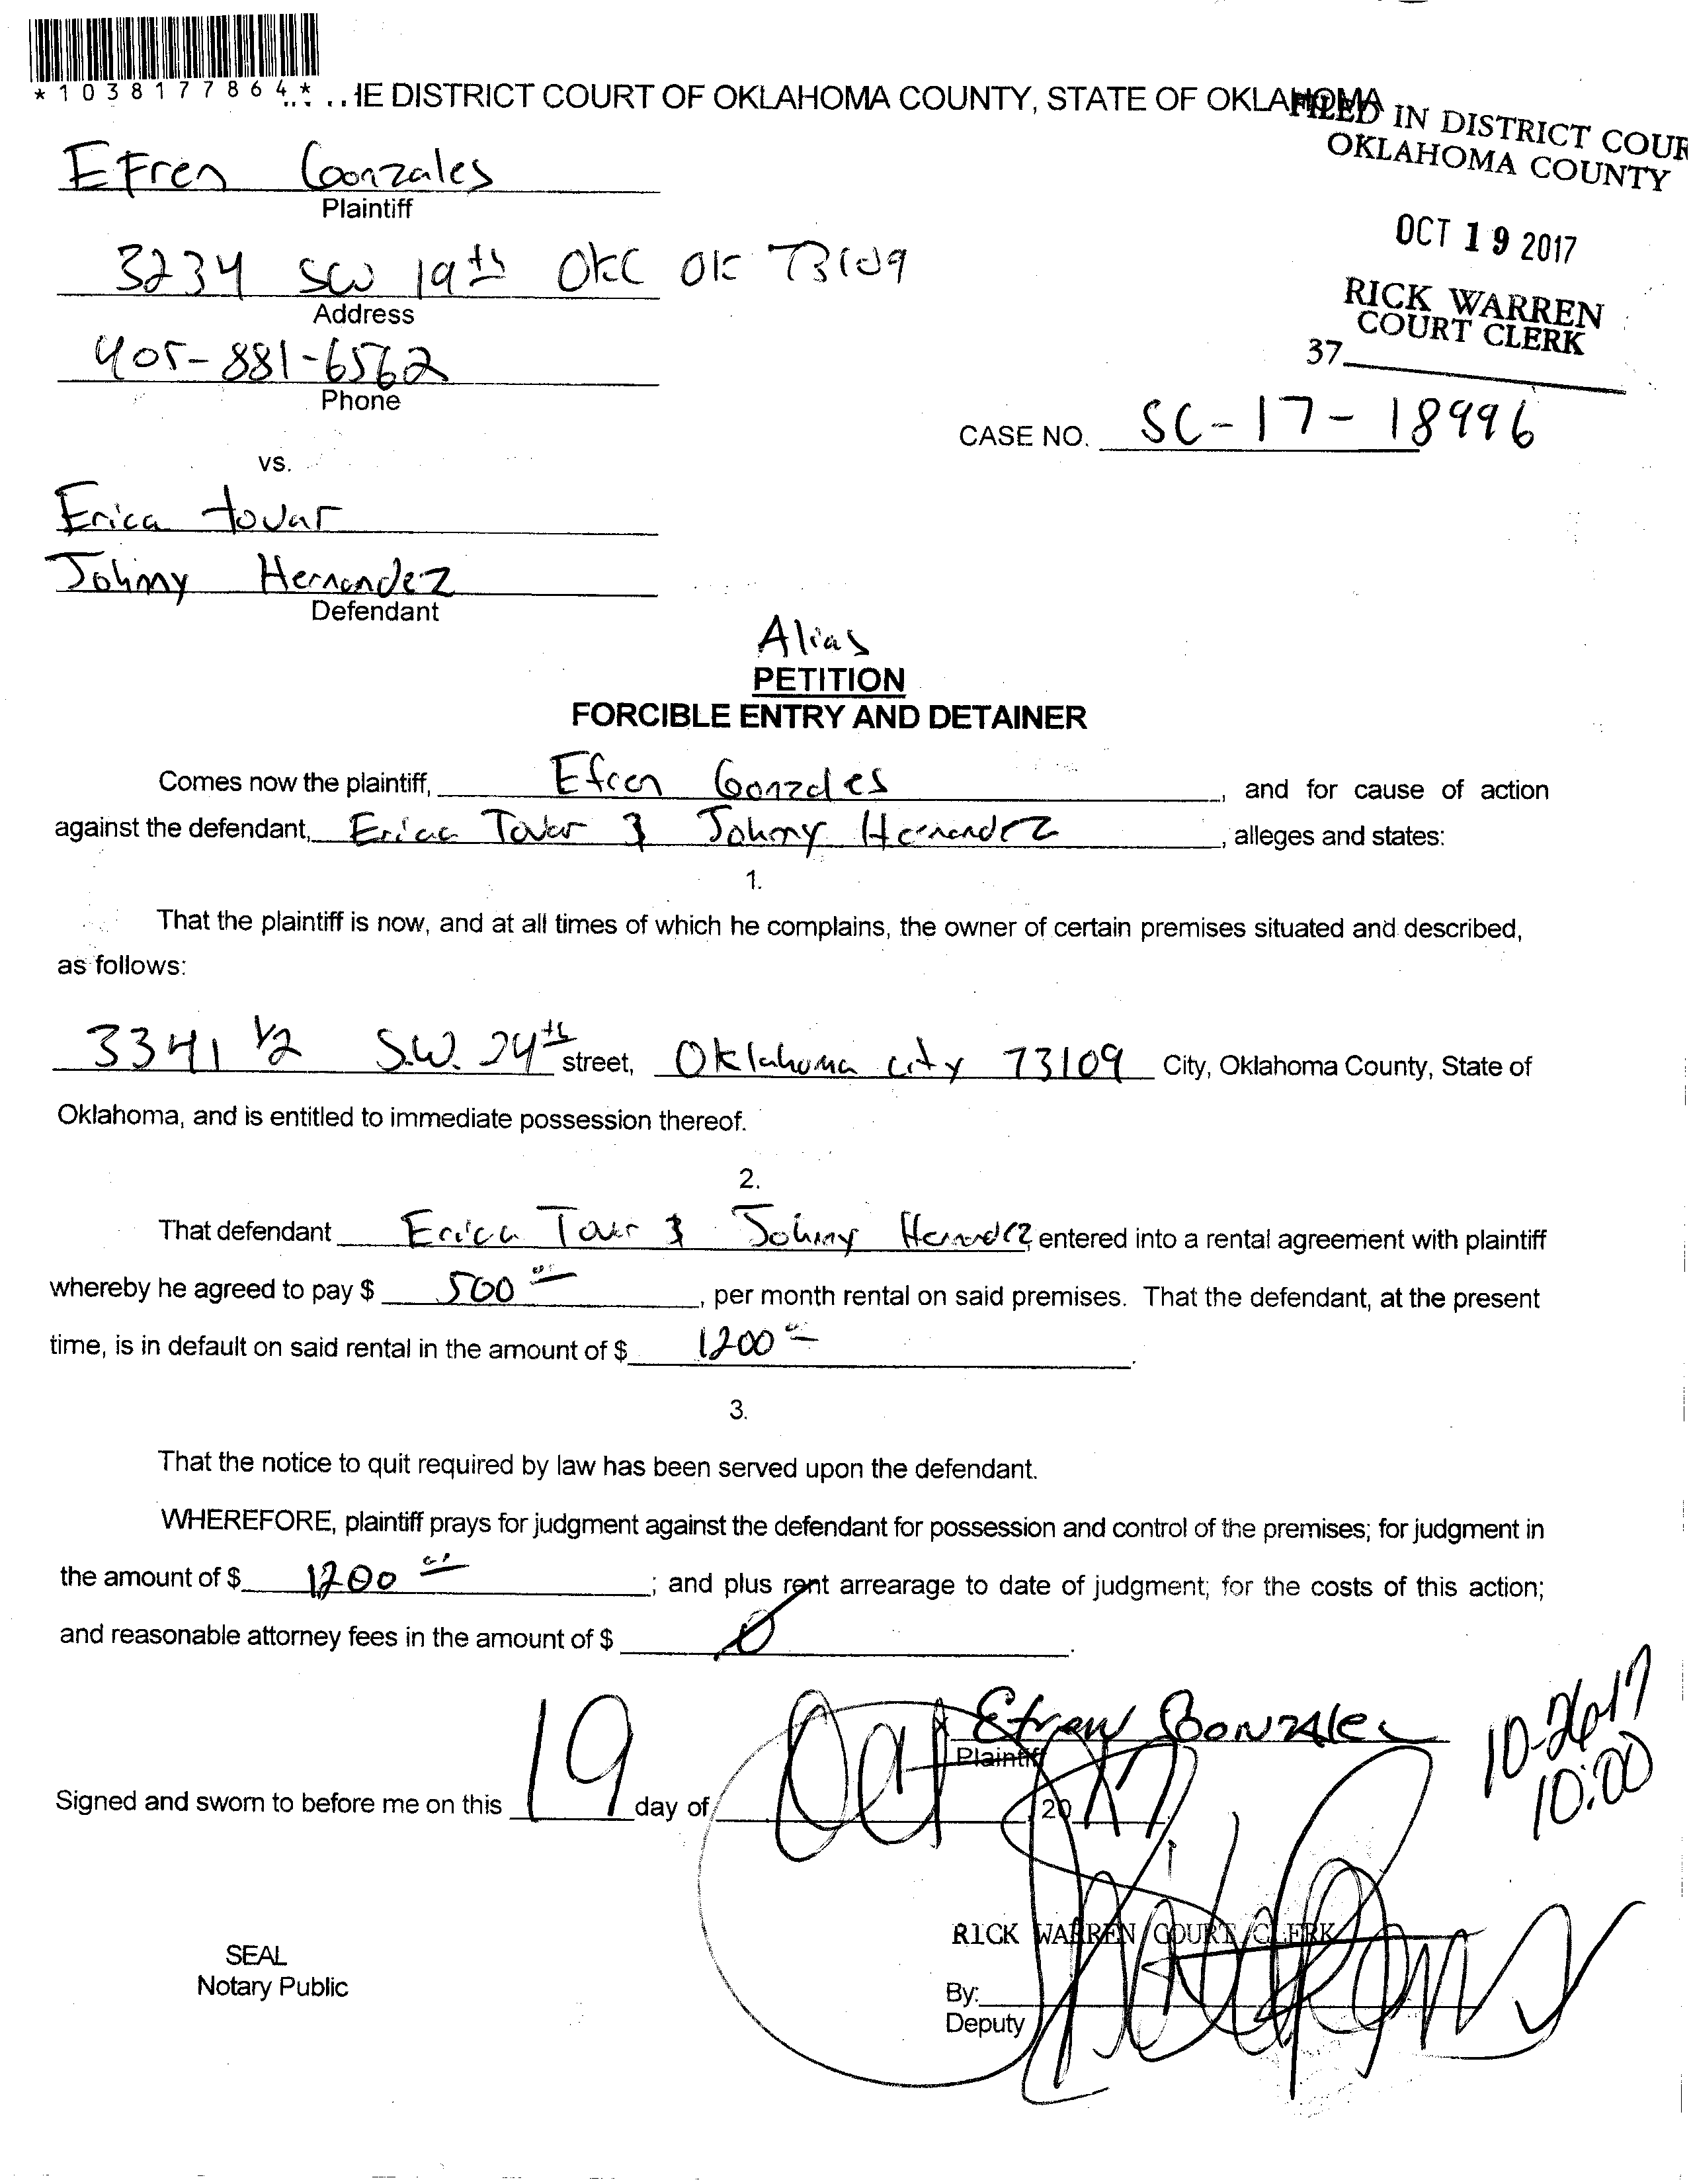 *1038177864* ..IE DISTRICT COURT OF OKLAHOMA COUNTY, STATE OF OKLAHOMA
FILED IN DISTRICT COUR
OKLAHOMA COUNTY
OCT 19 2017
RICK WARREN
COURT CLERK
37
Efren Gonzales
Plaintiff
3234 SW 19th OKC OK 73109
Address
405-881-6562
Phone
CASE NO. SC-17-18996
vs.
Erica tovar
Johnny Hernandez
Defendant
Alias
PETITION
FORCIBLE ENTRY AND DETAINER
Comes now the plaintiff, Efren Gonzales, and for cause of action
against the defendant, Erica Tovar & Johnny Hernandez, alleges and states:
1.
That the plaintiff is now, and at all times of which he complains, the owner of certain premises situated and described,
as follows:
3341 1/2 S.W. 24th street, Oklahoma city 73109 City, Oklahoma County, State of
Oklahoma, and is entitled to immediate possession thereof.
2.
That defendant Erica Tovar & Johnny Hernandez, entered into a rental agreement with plaintiff
whereby he agreed to pay $ 500 00, per month rental on said premises. That the defendant, at the present
time, is in default on said rental in the amount of $ 1200 00.
3.
That the notice to quit required by law has been served upon the defendant.
WHEREFORE, plaintiff prays for judgment against the defendant for possession and control of the premises; for judgment in
the amount of $ 1200 00; and plus rent arrearage to date of judgment; for the costs of this action;
and reasonable attorney fees in the amount of $ 0.
x Efren Gonzales
Plaintiff
10-26-17
10:00
Signed and sworn to before me on this 19 day of Oct, 20 17
RICK WARREN COURT CLERK
SEAL
Notary Public
By:
Deputy